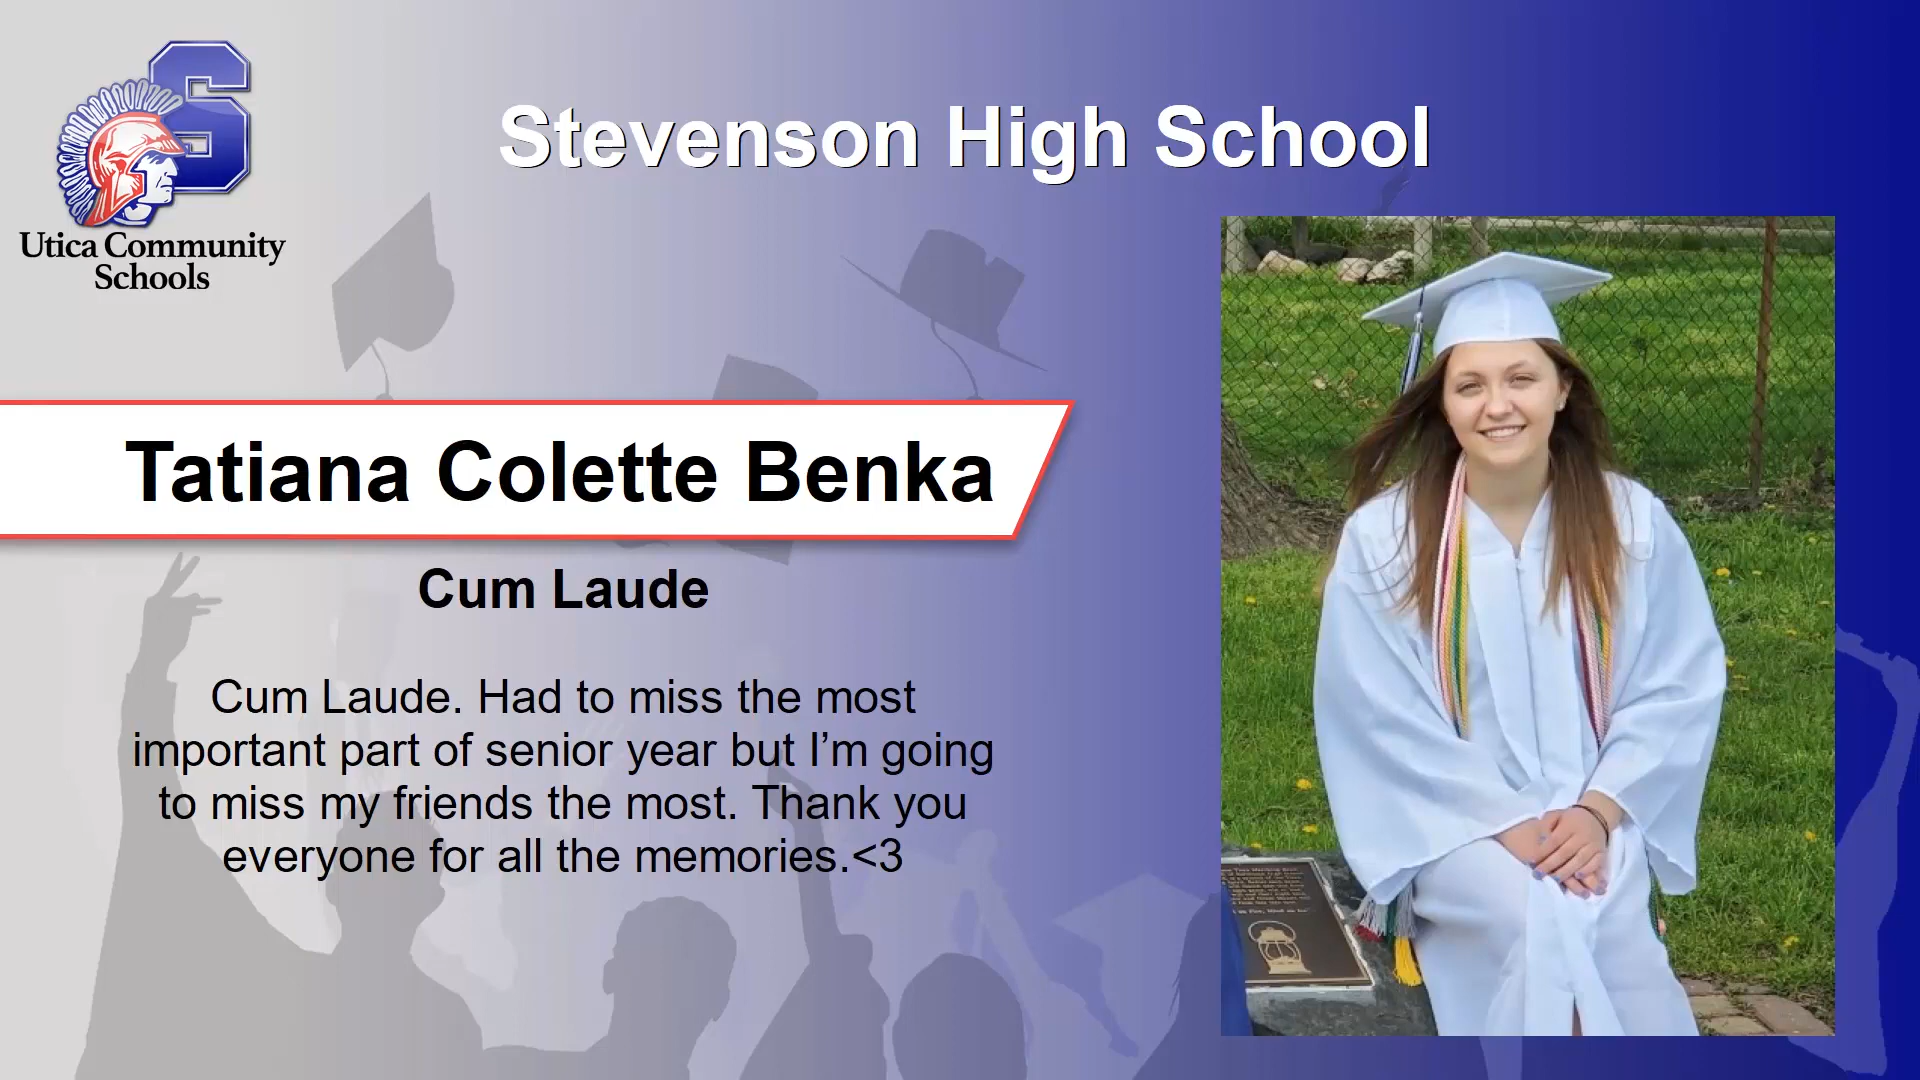 S
Utica Community
Schools
Stevenson High School
Tatiana Colette Benka
Cum Laude
Cum Laude. Had to miss the most
important part of senior year but I’m going
to miss my friends the most. Thank you
everyone for all the memories.<3